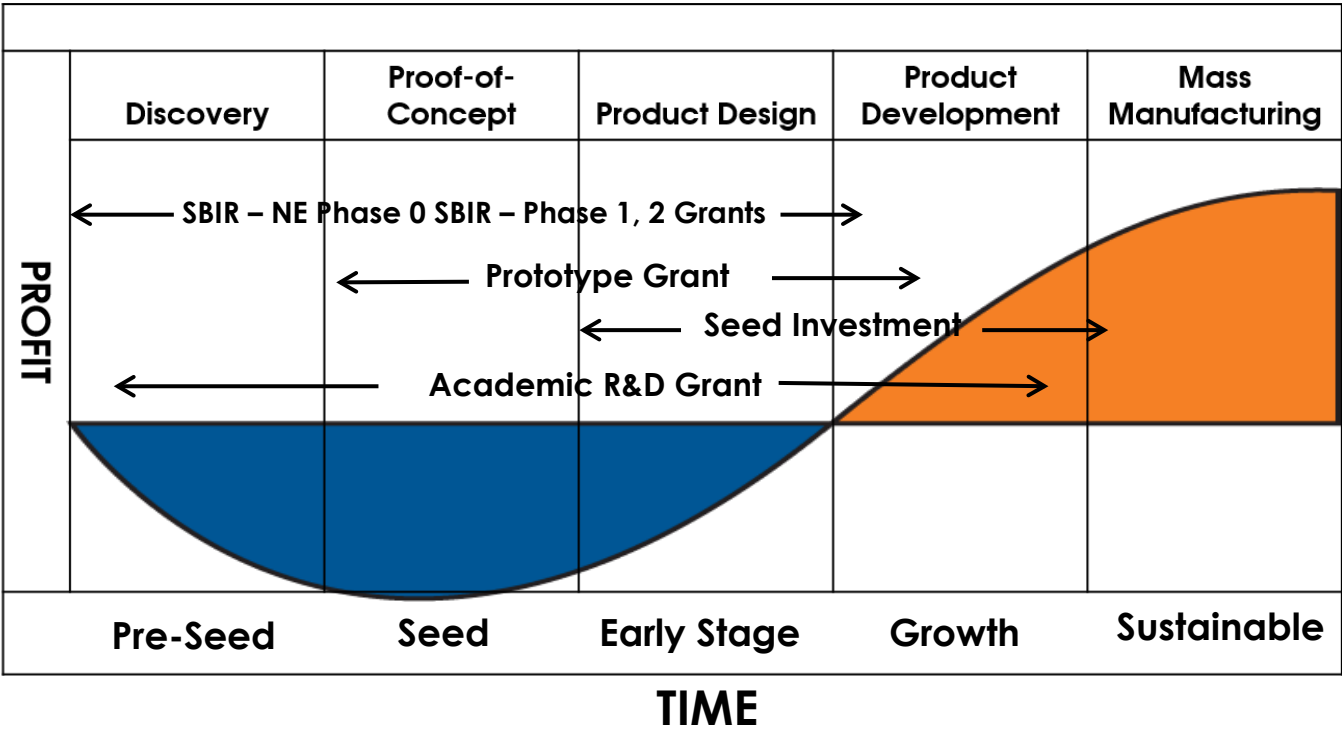 Discovery
Proof-of-
Concept
Product Design
Product
Development
Mass
Manufacturing
SBIR – NE Phase 0 SBIR – Phase 1, 2 Grants
Prototype Grant
Seed Investment
Academic R&D Grant
PROFIT
Pre-Seed
Seed
Early Stage
Growth
Sustainable
TIME